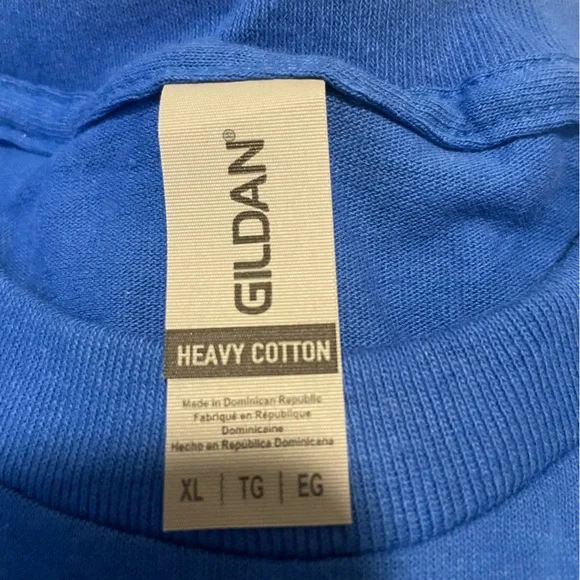 GILDAN®
HEAVY COTTON
Made in Dominican Republic
Fabriqué en République
Dominicaine
Hecho en República Dominicana
XL | TG | EG